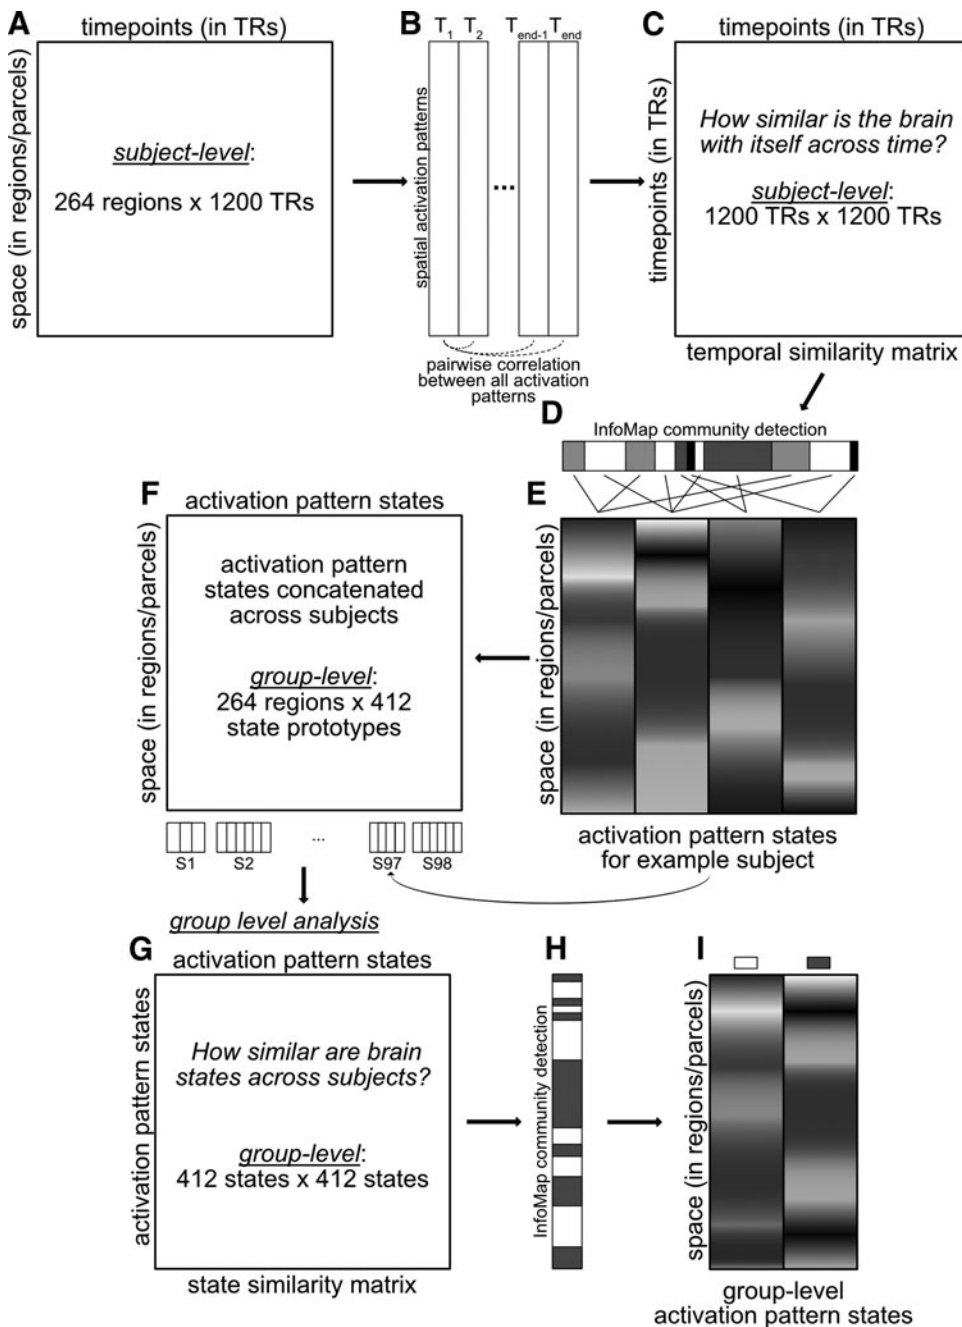 A
timepoints (in TRs)
space (in regions/parcels)
subject-level:
264 regions x 1200 TRs
B
T1 T2 Tend-1 Tend
spatial activation patterns
...
pairwise correlation
between all activation
patterns
C
timepoints (in TRs)
timepoints (in TRs)
How similar is the brain
with itself across time?
subject-level:
1200 TRs x 1200 TRs
temporal similarity matrix
D
InfoMap community detection
E
space (in regions/parcels)
activation pattern states
for example subject
F
activation pattern states
space (in regions/parcels)
activation pattern
states concatenated
across subjects
group-level:
264 regions x 412
state prototypes
...
S1 S2 S97 S98
group level analysis
G
activation pattern states
activation pattern states
How similar are brain
states across subjects?
group-level:
412 states x 412 states
state similarity matrix
H
InfoMap community detection
I
space (in regions/parcels)
group-level
activation pattern states